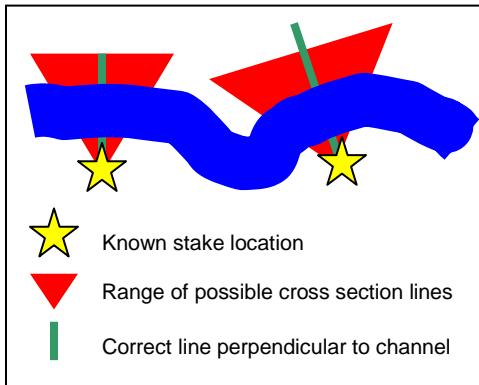 Known stake location
Range of possible cross section lines
Correct line perpendicular to channel